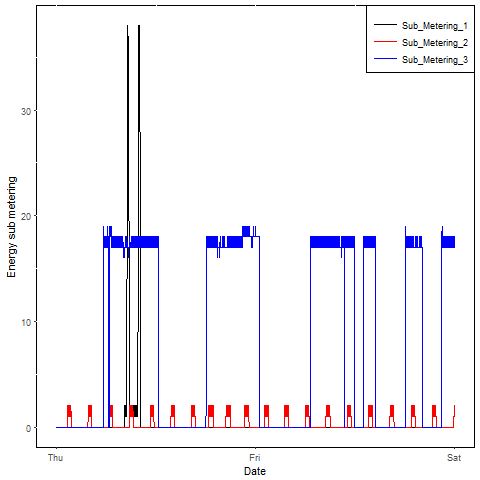 Sub_Metering_1
Sub_Metering_2
Sub_Metering_3
Energy sub metering
30
20
10
0
Thu
Fri
Sat
Date